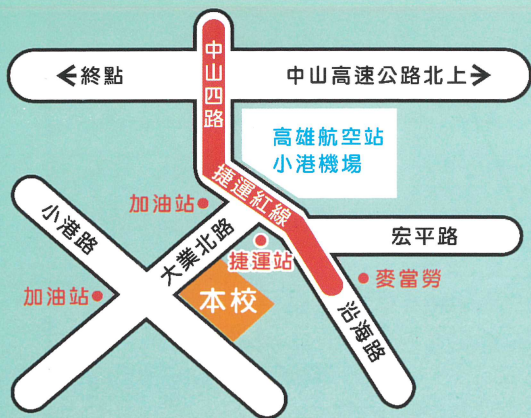 ←終點
中山四路
中山高速公路北上→
高雄航空站
小港機場
捷運紅線
加油站
小港路
大業北路
宏平路
捷運站
麥當勞
加油站
本校
沿海路